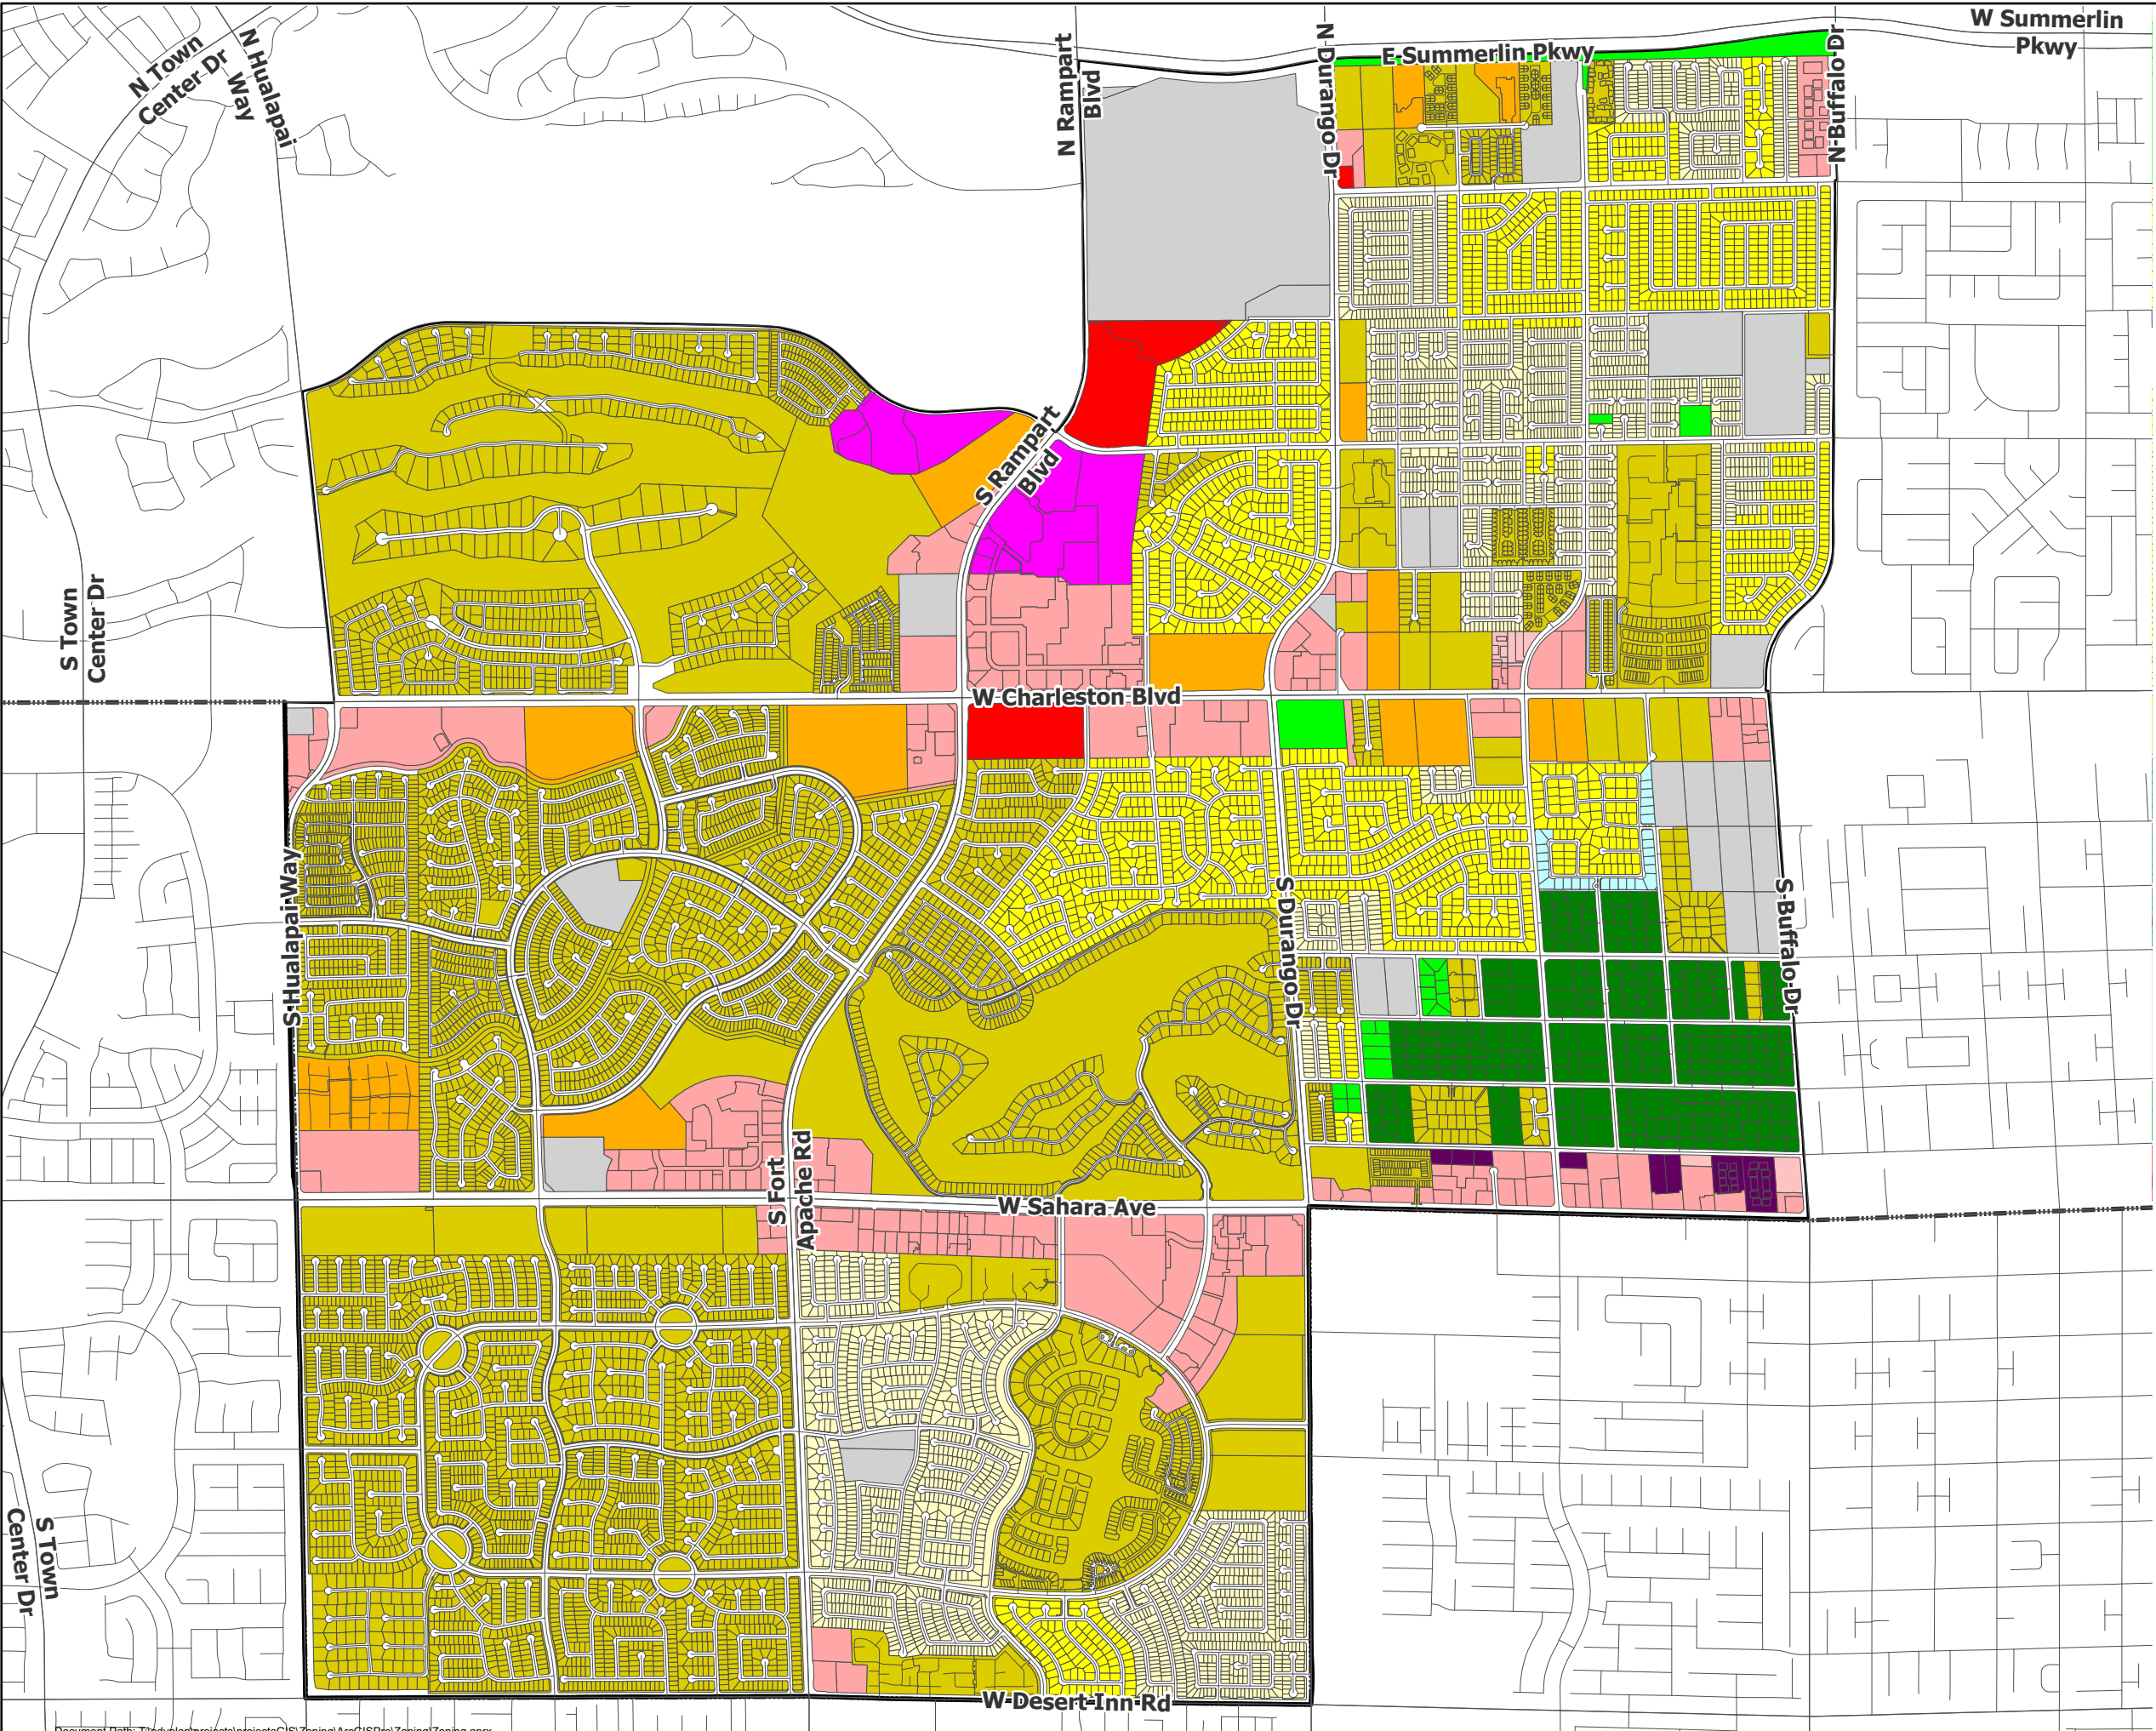 W Summerlin
Pkwy
E Summerlin Pkwy
N Town
Center Dr
N Hualapai
Way
N Rampart
Blvd
N Durango Dr
N Buffalo Dr
S Rampart
Blvd
S Town
Center Dr
W Charleston Blvd
S Hualapai Way
S Durango Dr
S Buffalo Dr
S Fort
Apache Rd
W Sahara Ave
S Town
Center Dr
W Desert Inn Rd